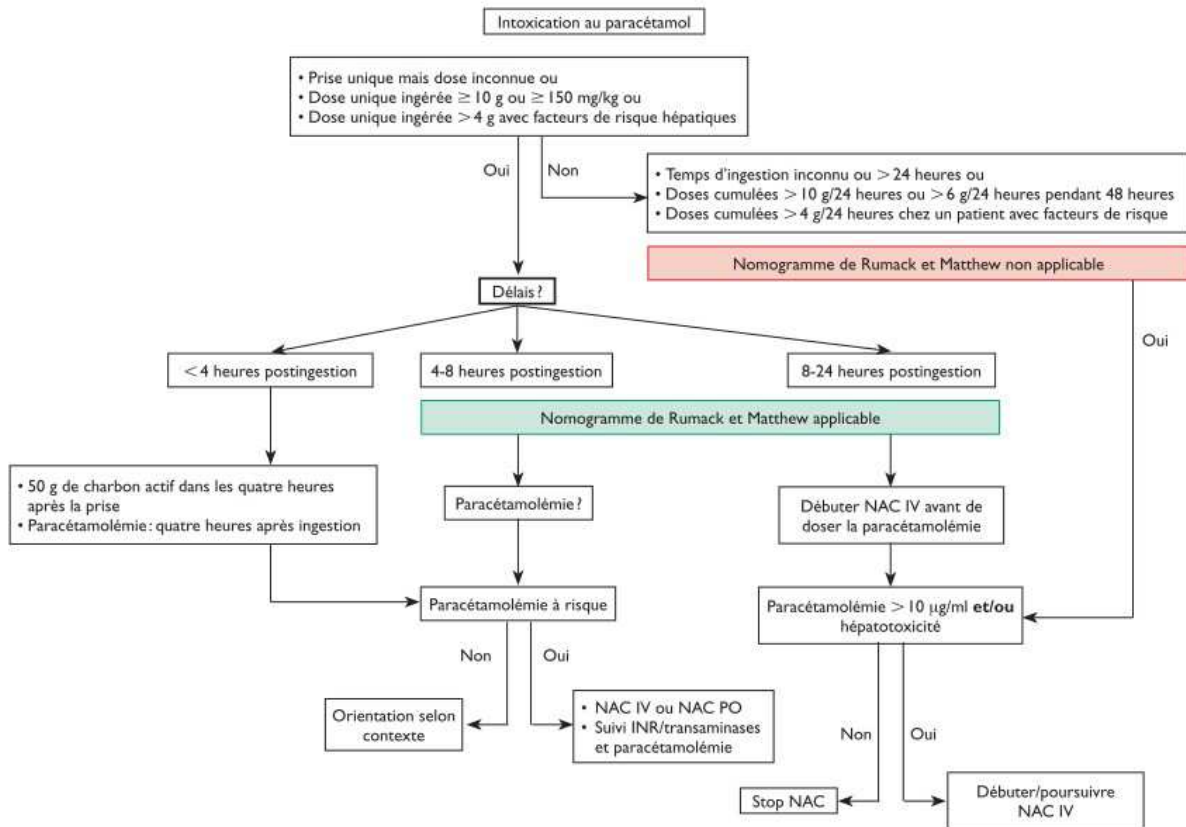 Intoxication au paracétamol
• Prise unique mais dose inconnue ou
• Dose unique ingérée ≥ 10 g ou ≥ 150 mg/kg ou
• Dose unique ingérée > 4 g avec facteurs de risque hépatiques
Oui
Non
• Temps d'ingestion inconnu ou > 24 heures ou
• Doses cumulées > 10 g/24 heures ou > 6 g/24 heures pendant 48 heures
• Doses cumulées > 4 g/24 heures chez un patient avec facteurs de risque
Nomogramme de Rumack et Matthew non applicable
Délais ?
Oui
< 4 heures postingestion
4-8 heures postingestion
8-24 heures postingestion
Nomogramme de Rumack et Matthew applicable
• 50 g de charbon actif dans les quatre heures
après la prise
• Paracétamolémie : quatre heures après ingestion
Paracétamolémie ?
Débuter NAC IV avant de
doser la paracétamolémie
Paracétamolémie à risque
Paracétamolémie > 10 µg/ml et/ou
hépatotoxicité
Non
Oui
Orientation selon
contexte
• NAC IV ou NAC PO
• Suivi INR/transaminases
et paracétamolémie
Non
Oui
Stop NAC
Débuter/poursuivre
NAC IV